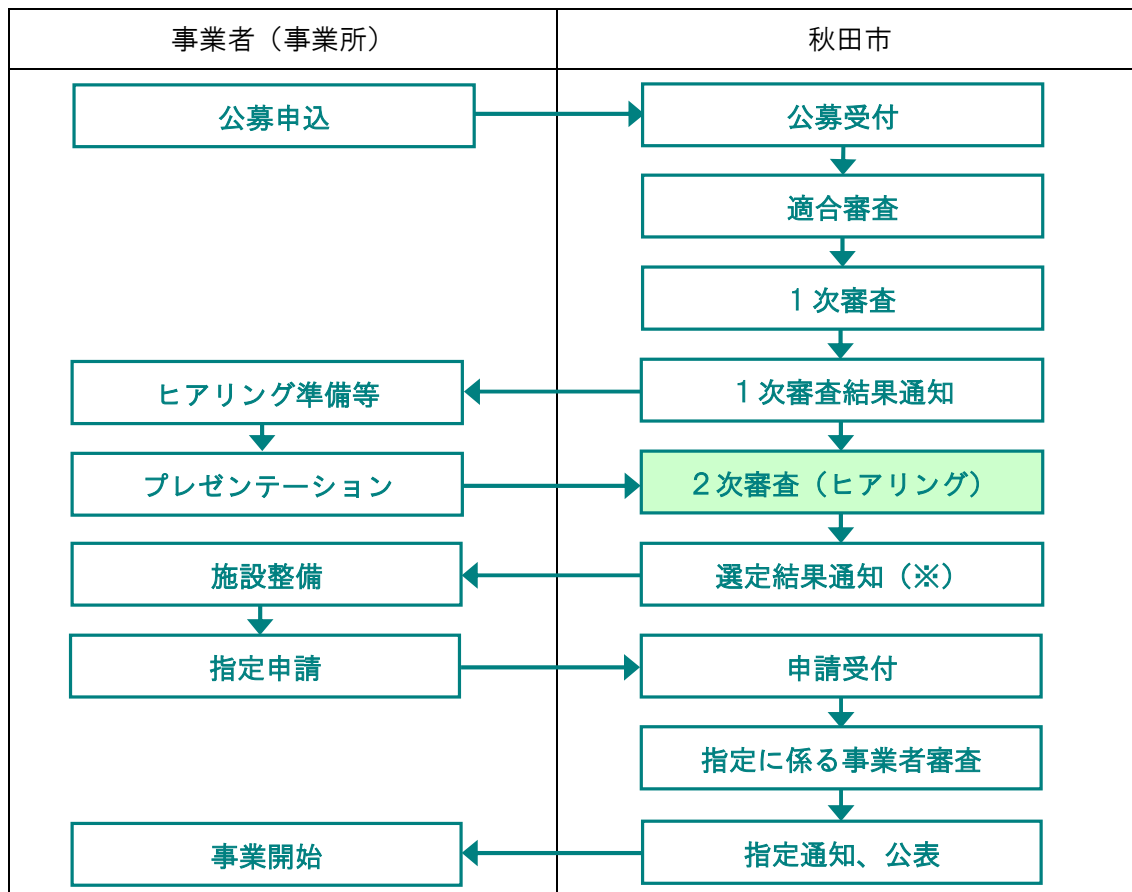 事業者（事業所）
秋田市
公募申込
公募受付
適合審査
１次審査
ヒアリング準備等
１次審査結果通知
プレゼンテーション
２次審査（ヒアリング）
施設整備
選定結果通知（※）
指定申請
申請受付
指定に係る事業者審査
事業開始
指定通知、公表